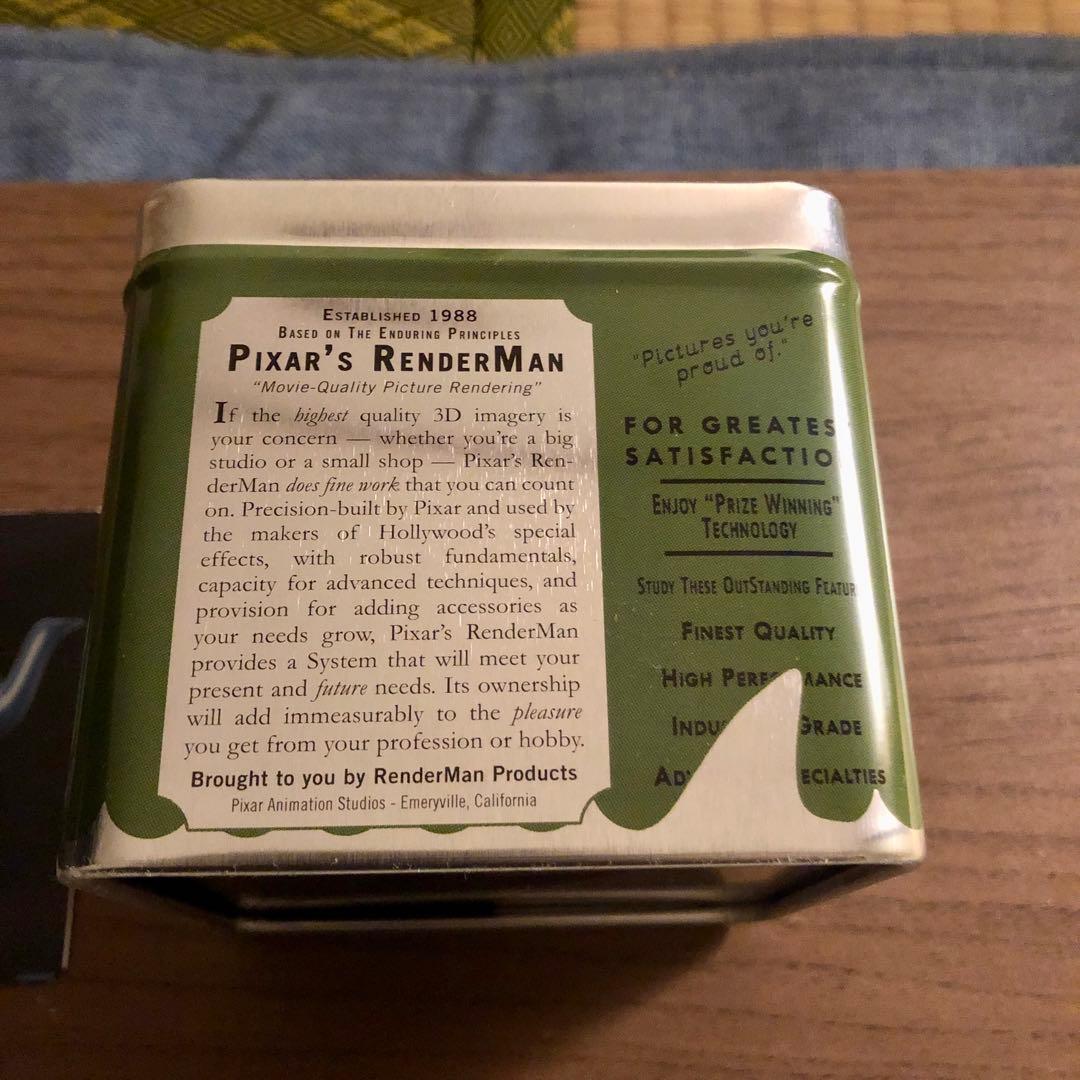 ESTABLISHED 1988
BASED ON THE ENDURING PRINCIPLES
PIXAR'S RENDERMAN
"Movie-Quality Picture Rendering"
If the highest quality 3D imagery is
your concern — whether you're a big
studio or a small shop — Pixar's Ren-
derMan does fine work that you can count
on. Precision-built by Pixar and used by
the makers of Hollywood's special
effects, with robust fundamentals,
capacity for advanced techniques, and
provision for adding accessories as
your needs grow, Pixar's RenderMan
provides a System that will meet your
present and future needs. Its ownership
will add immeasurably to the pleasure
you get from your profession or hobby.
Brought to you by RenderMan Products
Pixar Animation Studios - Emeryville, California
"Pictures you're
proud of."
FOR GREATES
SATISFACTIO
ENJOY "PRIZE WINNING"
TECHNOLOGY
STUDY THESE OUTSTANDING FEATUR
FINEST QUALITY
HIGH
GRADE